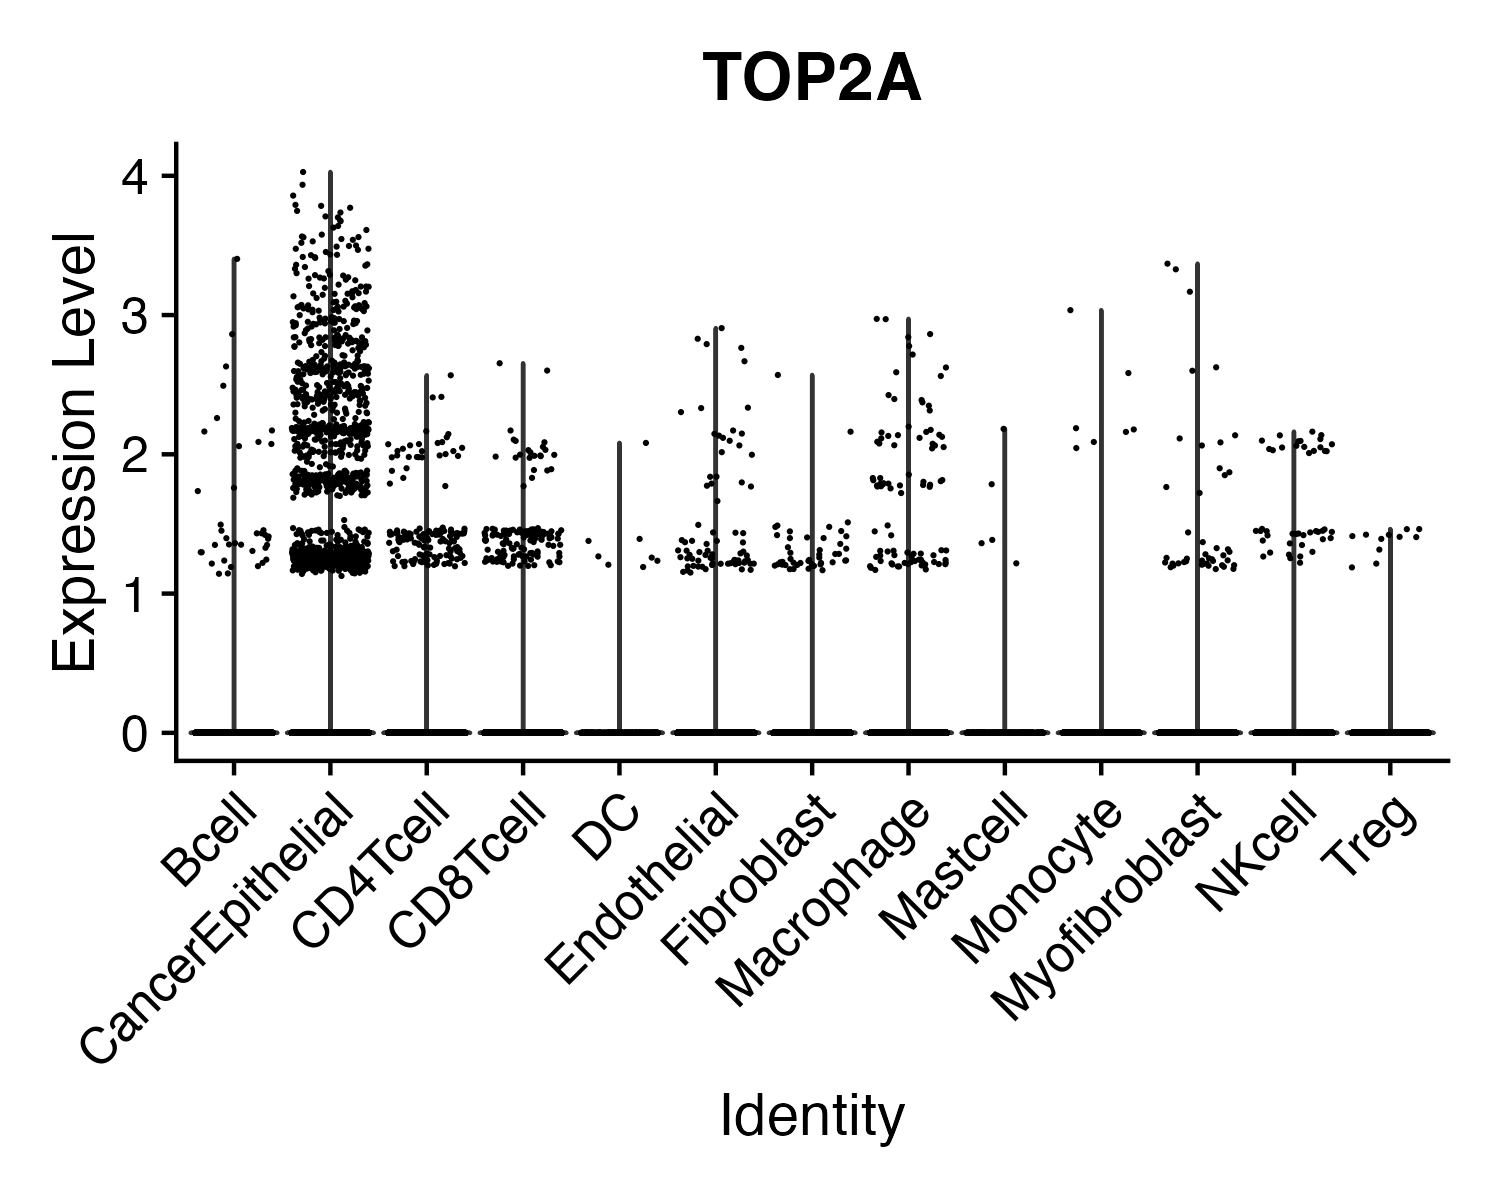 TOP2A
Expression Level
4
3
2
1
0
Bcell
CancerEpithelial
CD4Tcell
CD8Tcell
DC
Endothelial
Fibroblast
Macrophage
Mastcell
Monocyte
Myofibroblast
NKcell
Treg
Identity